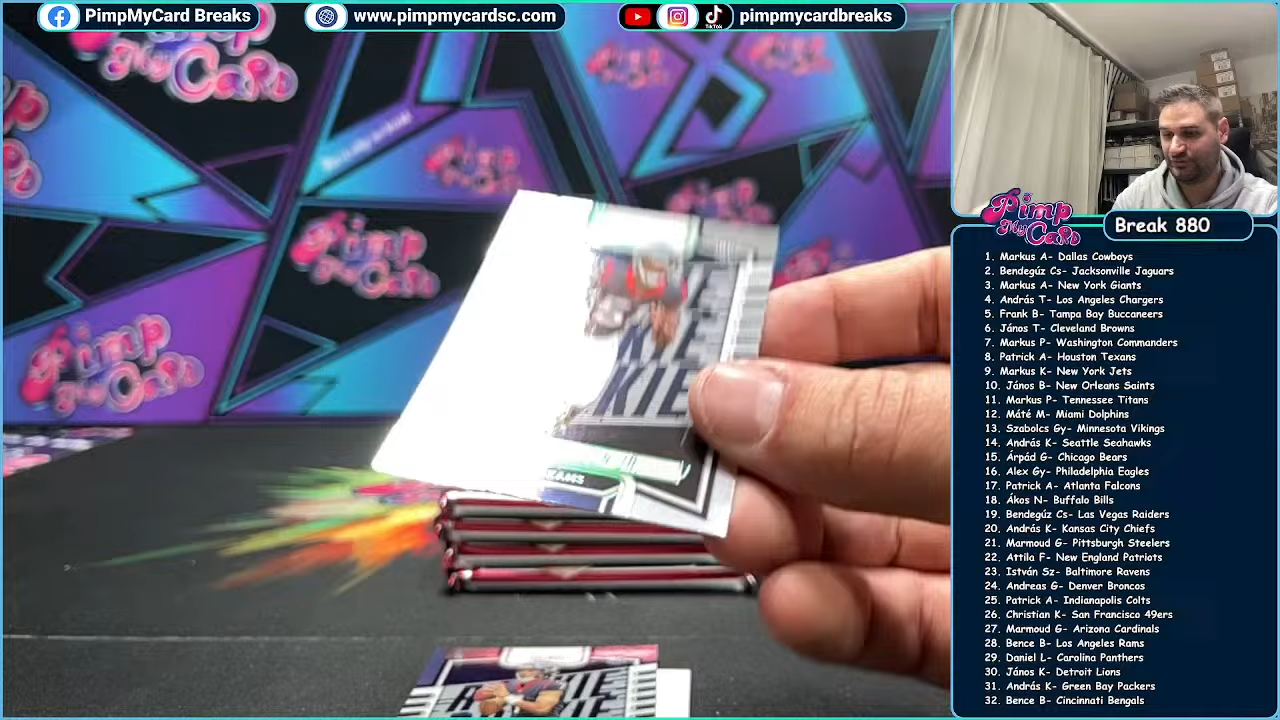 PimpMyCard Breaks
www.pimpmycardsc.com
TikTok
pimpmycardbreaks
Pimp
My Card
Pimp
My Card
Break 880
1. Markus A- Dallas Cowboys
2. Bendegúz Cs- Jacksonville Jaguars
3. Markus A- New York Giants
4. András T- Los Angeles Chargers
5. Frank B- Tampa Bay Buccaneers
6. János T- Cleveland Browns
7. Markus P- Washington Commanders
8. Patrick A- Houston Texans
9. Markus K- New York Jets
10. János B- New Orleans Saints
11. Markus P- Tennessee Titans
12. Máté M- Miami Dolphins
13. Szabolcs Gy- Minnesota Vikings
14. András K- Seattle Seahawks
15. Árpád G- Chicago Bears
16. Alex Gy- Philadelphia Eagles
17. Patrick A- Atlanta Falcons
18. Ákos N- Buffalo Bills
19. Bendegúz Cs- Las Vegas Raiders
20. András K- Kansas City Chiefs
21. Marmoud G- Pittsburgh Steelers
22. Attila F- New England Patriots
23. István Sz- Baltimore Ravens
24. Andreas G- Denver Broncos
25. Patrick A- Indianapolis Colts
26. Christian K- San Francisco 49ers
27. Marmoud G- Arizona Cardinals
28. Bence B- Los Angeles Rams
29. Daniel L- Carolina Panthers
30. János K- Detroit Lions
31. András K- Green Bay Packers
32. Bence B- Cincinnati Bengals